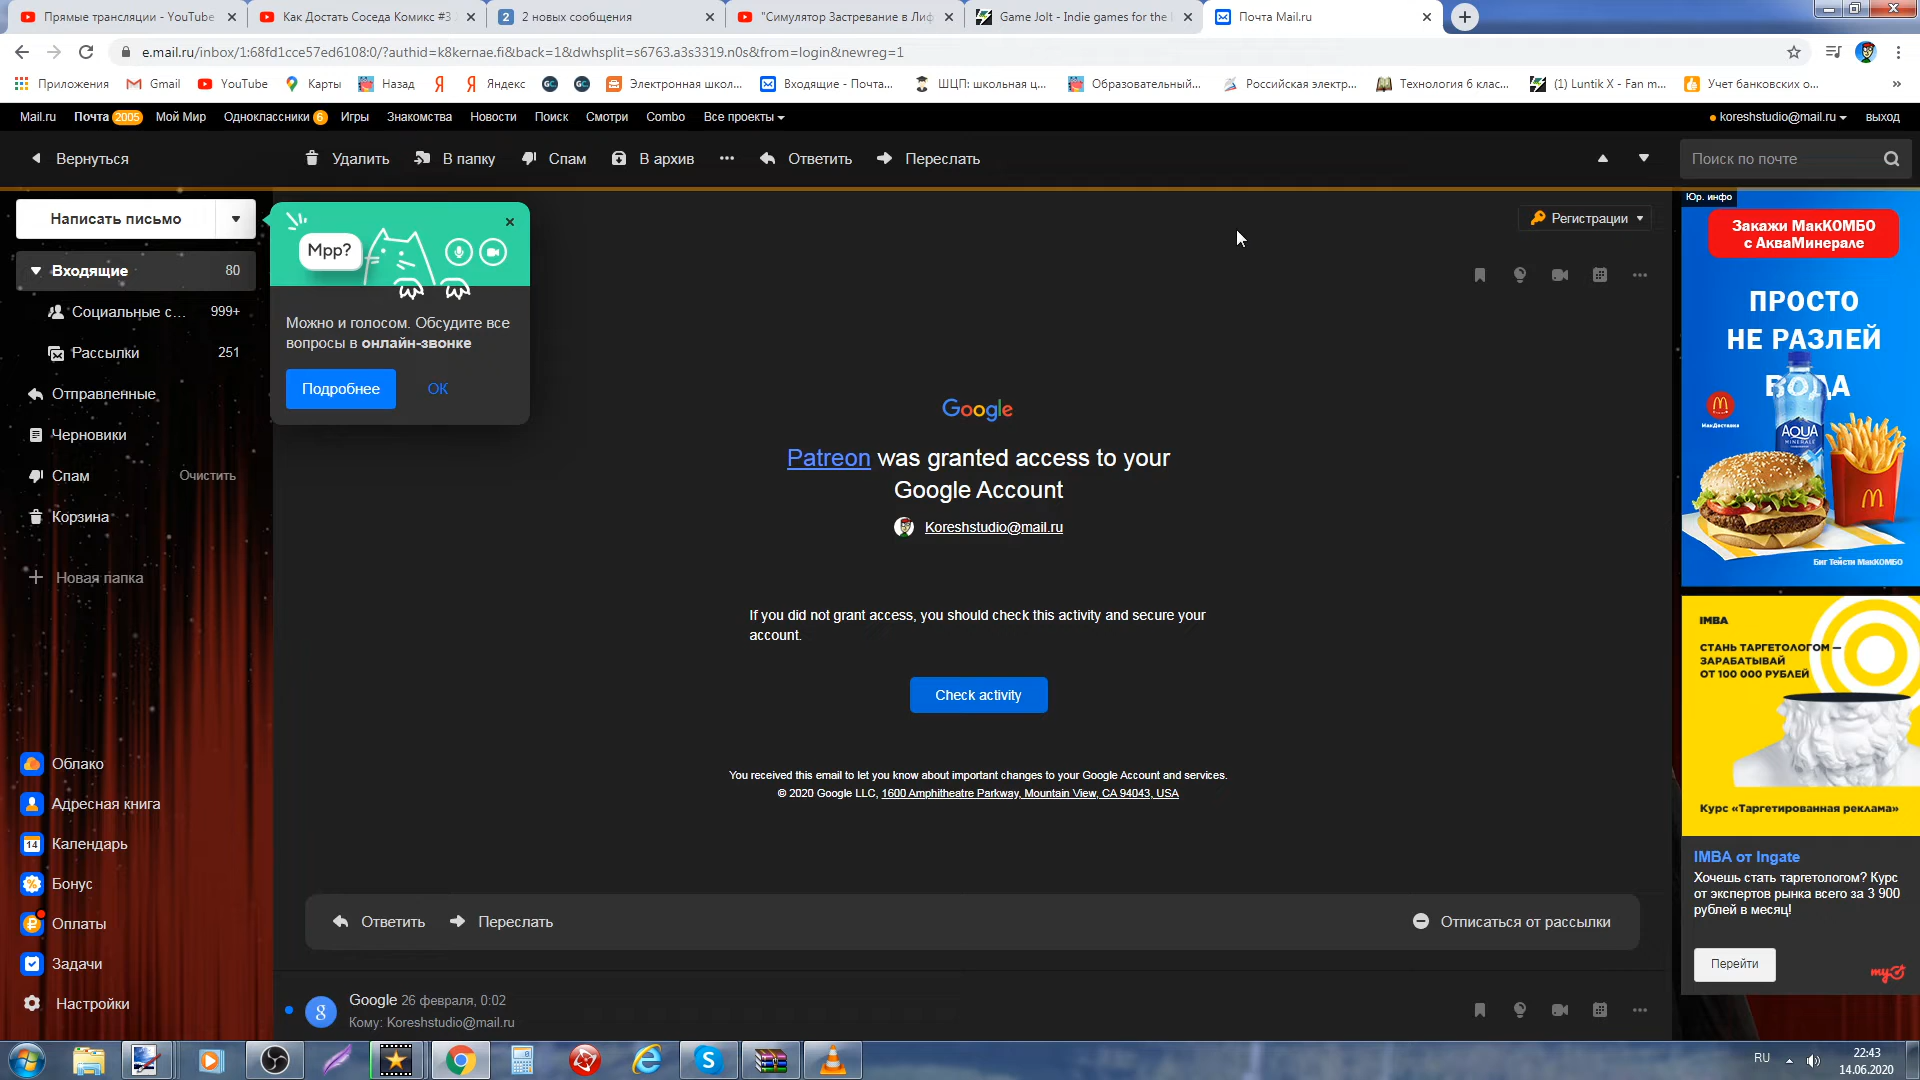 Прямые трансляции - YouTube
Как Достать Соседа Комикс #3
2 2 новых сообщения
"Симулятор Застревание в Лиф
Game Jolt - Indie games for the
Почта Mail.ru
e.mail.ru/inbox/1:68fd1cce57ed6108:0/?authid=k8kernae.fi&back=1&dwhsplit=s6763.a3s3319.n0s&from=login&newreg=1
Приложения
Gmail
YouTube
Карты
Назад
Я
Я Яндекс
GC
GC
Электронная школ...
Входящие - Почта...
ШЦП: школьная ц...
Образовательный...
Российская электр...
Технология 6 клас...
(1) Luntik X - Fan m...
Учет банковских о...
»
Mail.ru
Почта 2005
Мой Мир
Одноклассники 6
Игры
Знакомства
Новости
Поиск
Смотри
Combo
Все проекты
koreshstudio@mail.ru
выход
Вернуться
Удалить
В папку
Спам
В архив
Ответить
Переслать
Поиск по почте
Написать письмо
Входящие 80
Социальные с... 999+
Рассылки 251
Отправленные
Черновики
Спам Очистить
Корзина
Новая папка
Облако
Адресная книга
14 Календарь
Бонус
Оплаты
Задачи
Настройки
Мрр?
Можно и голосом. Обсудите все
вопросы в онлайн-звонке
Подробнее
ОК
Регистрации
Google
Patreon was granted access to your
Google Account
Koreshstudio@mail.ru
If you did not grant access, you should check this activity and secure your
account.
Check activity
You received this email to let you know about important changes to your Google Account and services.
© 2020 Google LLC, 1600 Amphitheatre Parkway, Mountain View, CA 94043, USA
Ответить
Переслать
Отписаться от рассылки
g
Google 26 февраля, 0:02
Кому: Koreshstudio@mail.ru
Юр. инфо
Закажи МакКОМБО
с АкваМинерале
ПРОСТО
НЕ РАЗЛЕЙ
ВОДА
МакДоставка
AQUA
MINERALE
Биг Тейсти МакКОМБО
IMBA
СТАНЬ ТАРГЕТОЛОГОМ —
ЗАРАБАТЫВАЙ
ОТ 100 000 РУБЛЕЙ
Курс «Таргетированная реклама»
IMBA от Ingate
Хочешь стать таргетологом? Курс
от экспертов рынка всего за 3 900
рублей в месяц!
Перейти
my
RU
22:43
14.06.2020